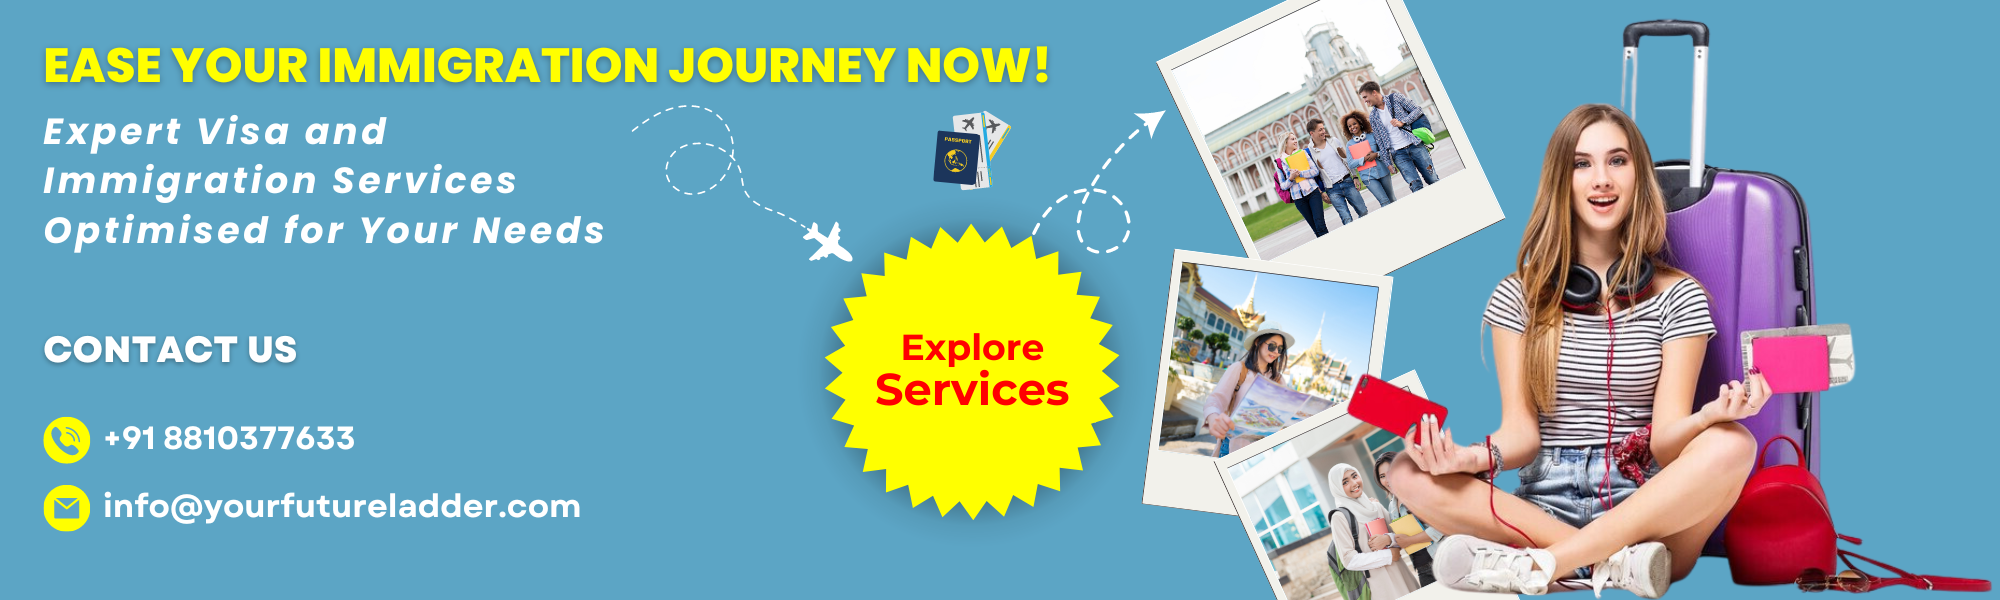 EASE YOUR IMMIGRATION JOURNEY NOW!
Expert Visa and
Immigration Services
Optimised for Your Needs
PASSPORT
Explore
Services
CONTACT US
+91 8810377633
info@yourfutureladder.com